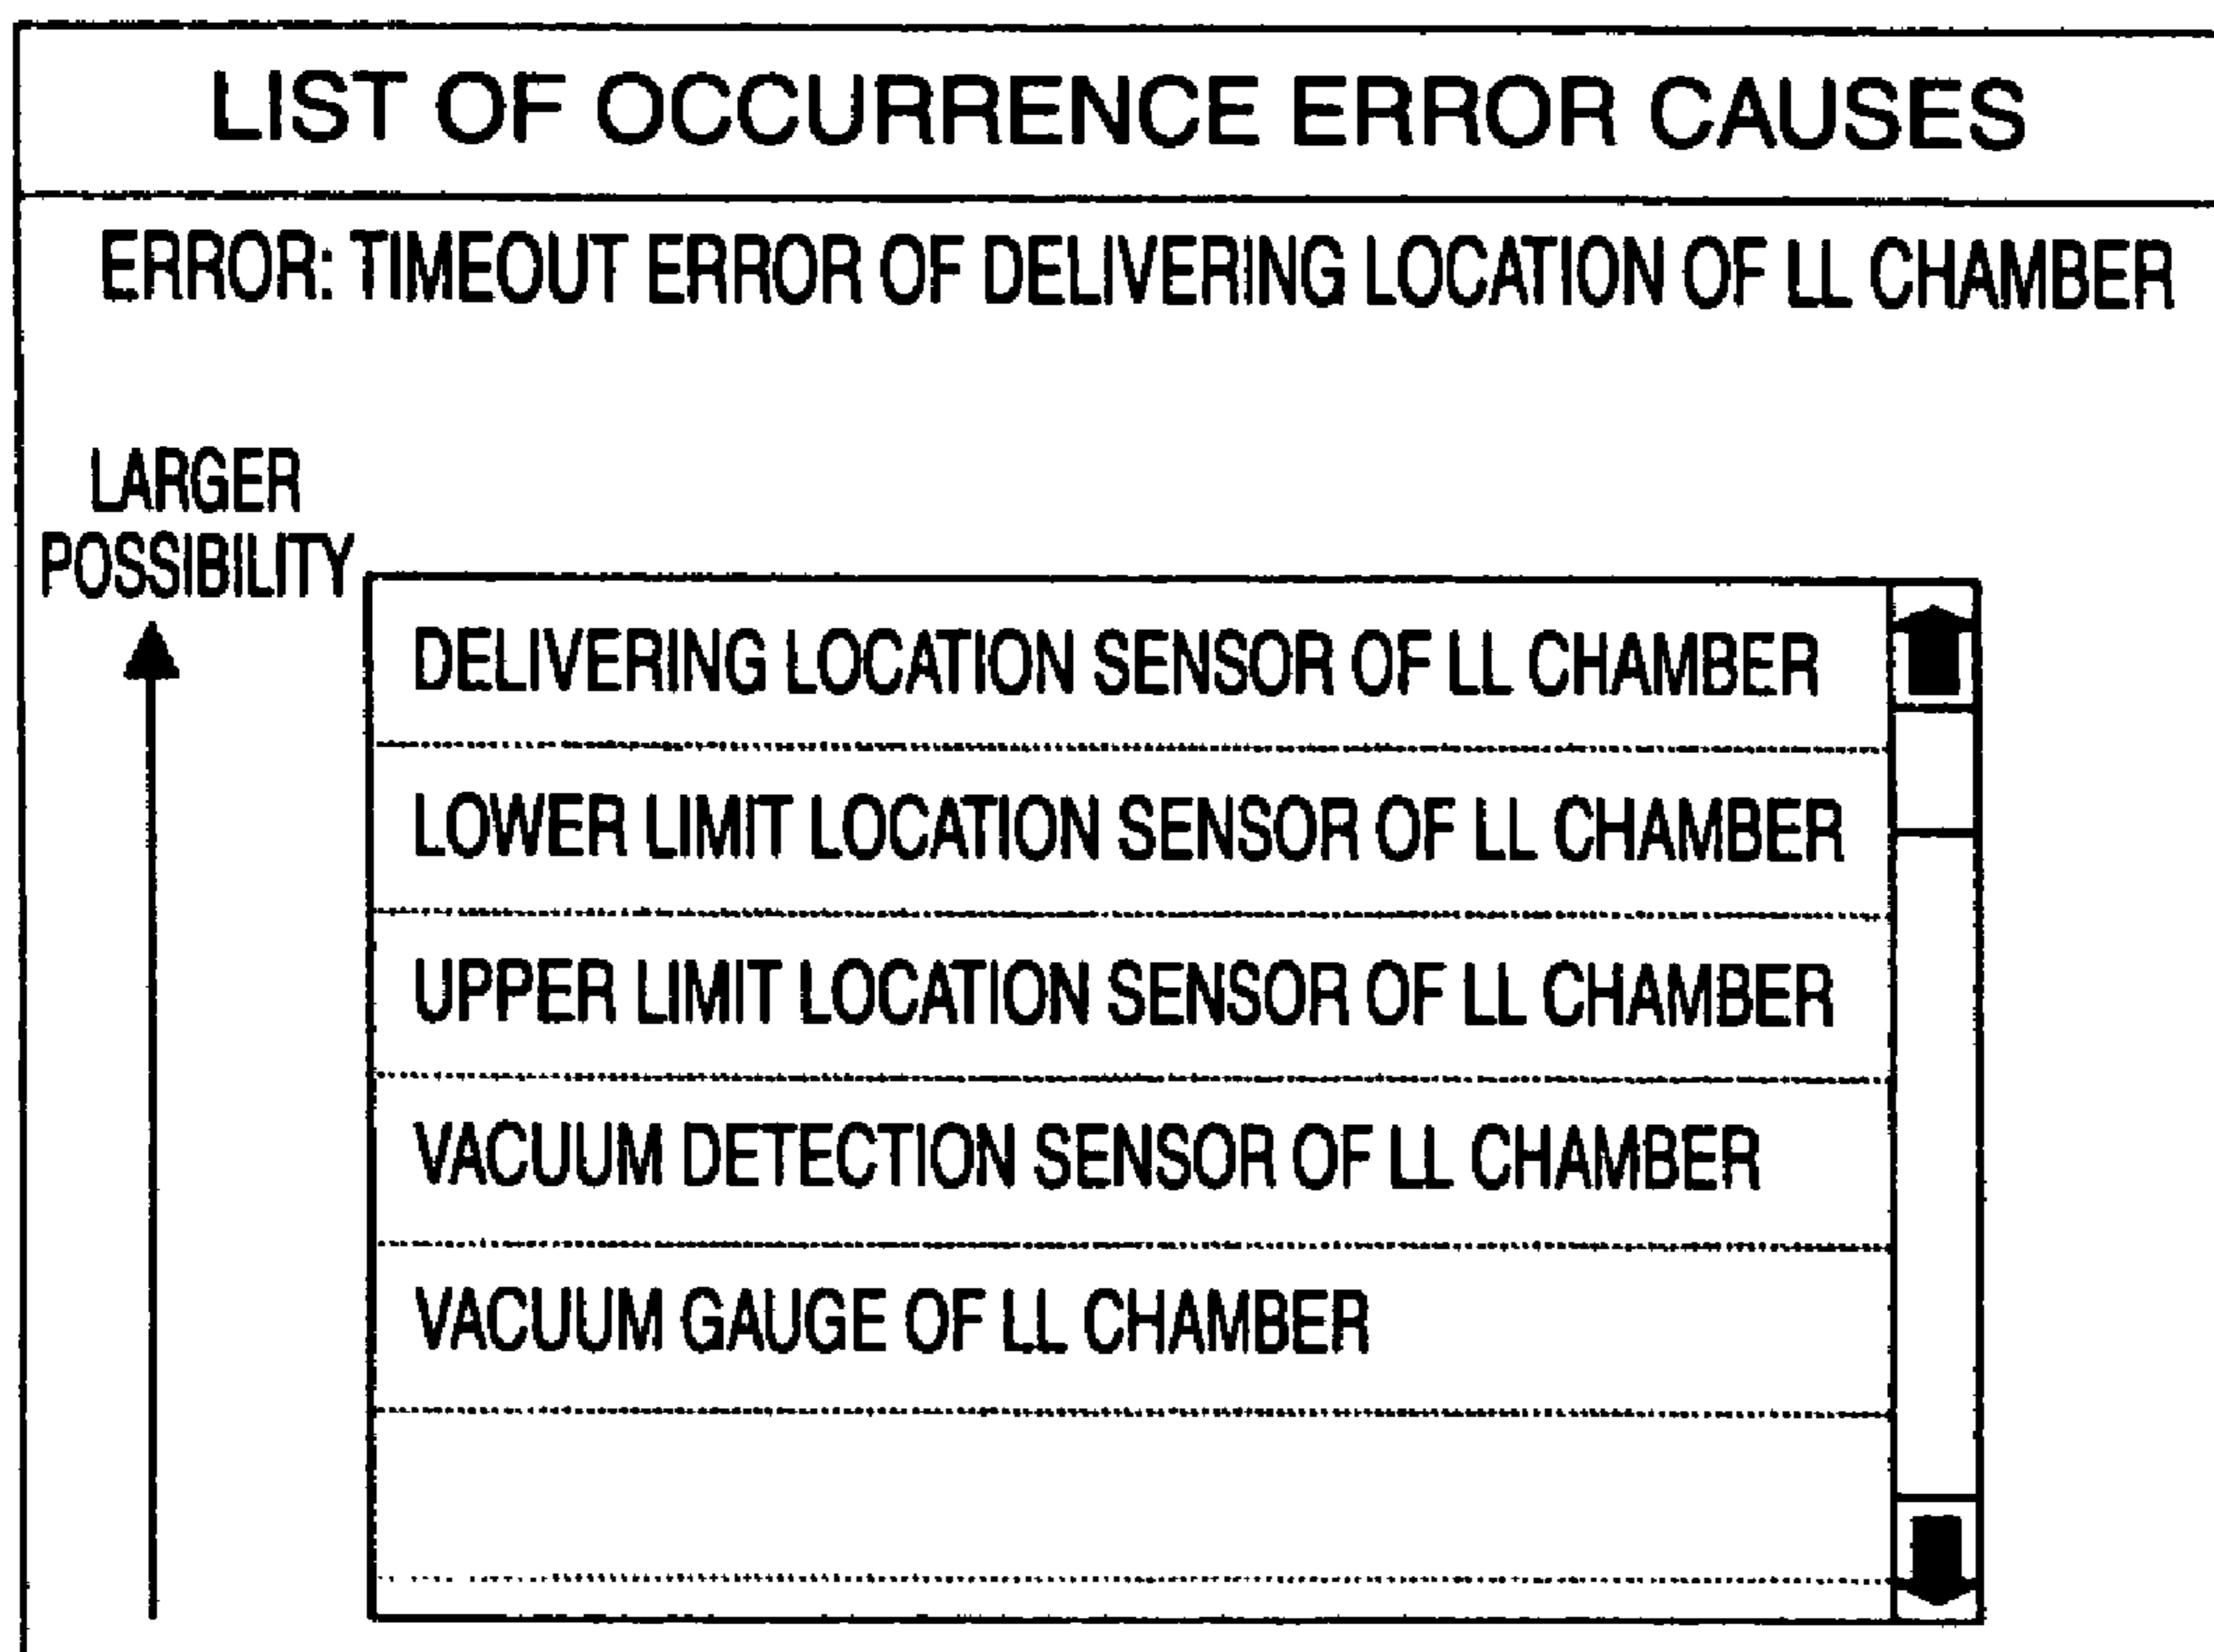 LIST OF OCCURRENCE ERROR CAUSES
ERROR: TIMEOUT ERROR OF DELIVERING LOCATION OF LL CHAMBER
LARGER
POSSIBILITY
DELIVERING LOCATION SENSOR OF LL CHAMBER
LOWER LIMIT LOCATION SENSOR OF LL CHAMBER
UPPER LIMIT LOCATION SENSOR OF LL CHAMBER
VACUUM DETECTION SENSOR OF LL CHAMBER
VACUUM GAUGE OF LL CHAMBER